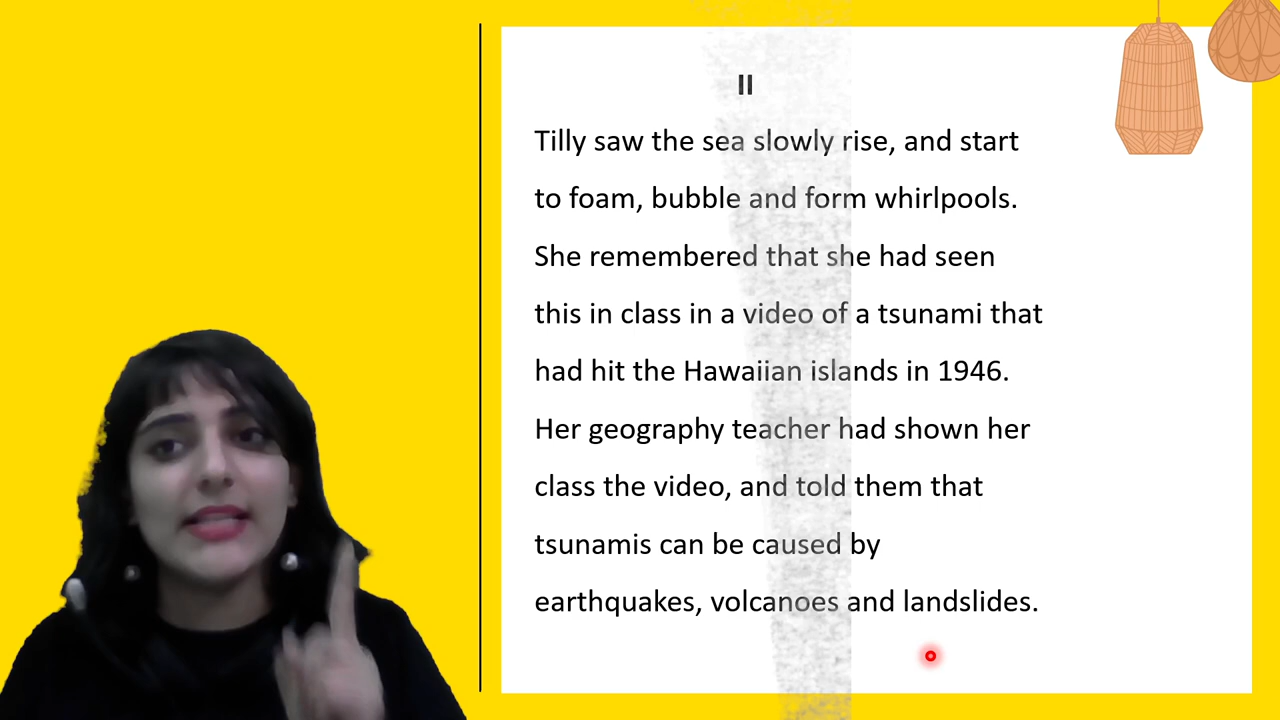 II
Tilly saw the sea slowly rise, and start
to foam, bubble and form whirlpools.
She remembered that she had seen
this in class in a video of a tsunami that
had hit the Hawaiian islands in 1946.
Her geography teacher had shown her
class the video, and told them that
tsunamis can be caused by
earthquakes, volcanoes and landslides.